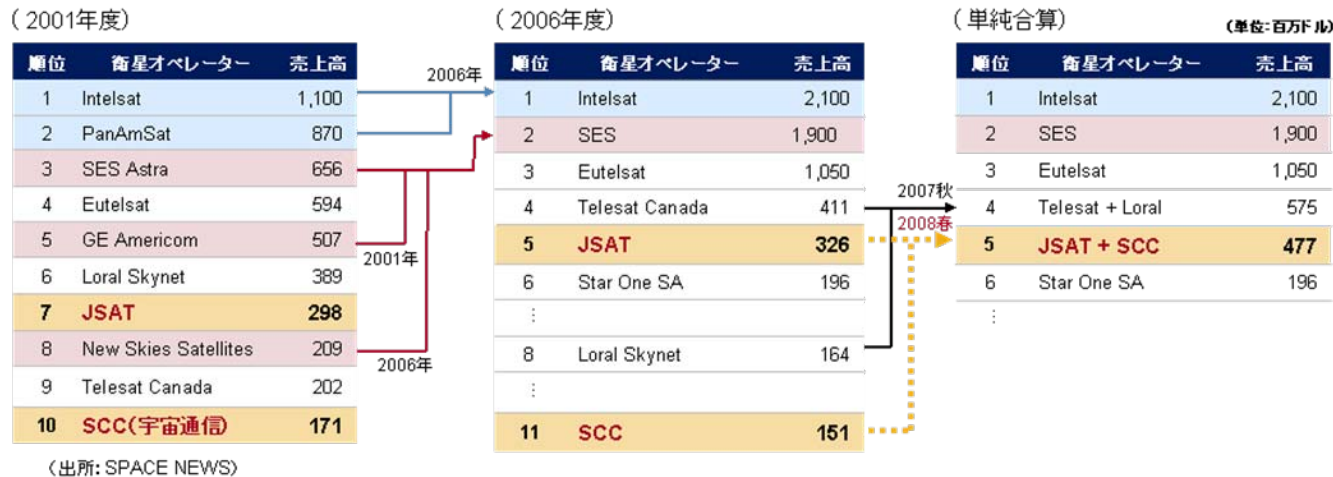 (2001年度)
順位 衛星オペレーター 売上高
1 Intelsat 1,100
2 PanAmSat 870
3 SES Astra 656
4 Eutelsat 594
5 GE Americom 507
6 Loral Skynet 389
7 JSAT 298
8 New Skies Satellites 209
9 Telesat Canada 202
10 SCC(宇宙通信) 171
(出所: SPACE NEWS)
2006年
2001年
2006年
(2006年度)
順位 衛星オペレーター 売上高
1 Intelsat 2,100
2 SES 1,900
3 Eutelsat 1,050
4 Telesat Canada 411
5 JSAT 326
6 Star One SA 196
⋮
8 Loral Skynet 164
⋮
11 SCC 151
2007秋
2008春
(単純合算)
(単位:百万ドル)
順位 衛星オペレーター 売上高
1 Intelsat 2,100
2 SES 1,900
3 Eutelsat 1,050
4 Telesat + Loral 575
5 JSAT + SCC 477
6 Star One SA 196
⋮